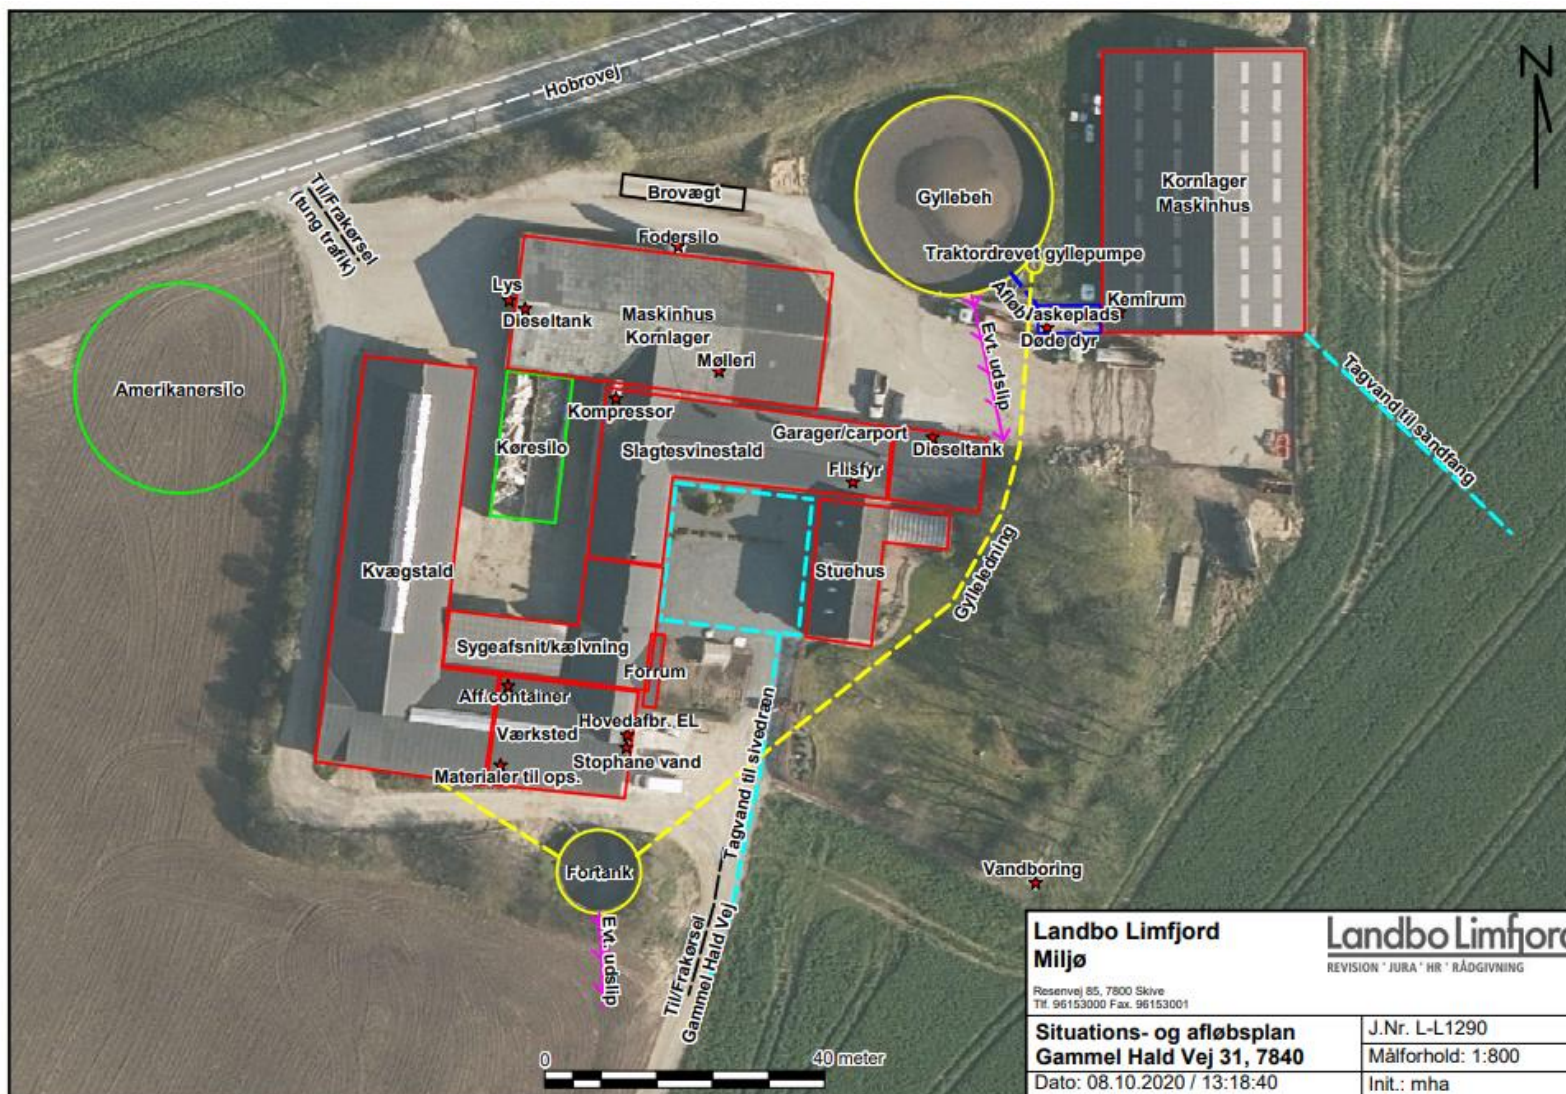 Hobrovej
Til/Frakørsel
(tung trafik)
Brovægt
Gyllebeh
Kornlager
Maskinhus
N
Fodersilo
Traktordrevet gyllepumpe
Lys
Dieseltank
Maskinhus
Kornlager
Mølleri
Afløb
Vaskeplads
Kemirum
Døde dyr
Evt. udslip
Tagvand til sandfang
Amerikanersilo
Kompressor
Køresilo
Slagtesvinestald
Garager/carport
Dieseltank
Flisfyr
Kvægstald
Stuehus
Gylleledning
Sygeafsnit/kælvning
Forrum
Aff.container
Værksted
Hovedafbr. EL
Stophane vand
Materialer til ops.
Tagvand til sivedræn
Fortank
Evt. udslip
Vandboring
Til/Frakørsel
Gammel Hald Vej
0 40 meter
Landbo Limfjord
Miljø
Resenvej 85, 7800 Skive
Tlf. 96153000 Fax. 96153001
Landbo Limfjord
REVISION ' JURA ' HR ' RÅDGIVNING
Situations- og afløbsplan
Gammel Hald Vej 31, 7840
Dato: 08.10.2020 / 13:18:40
J.Nr. L-L1290
Målforhold: 1:800
Init.: mha